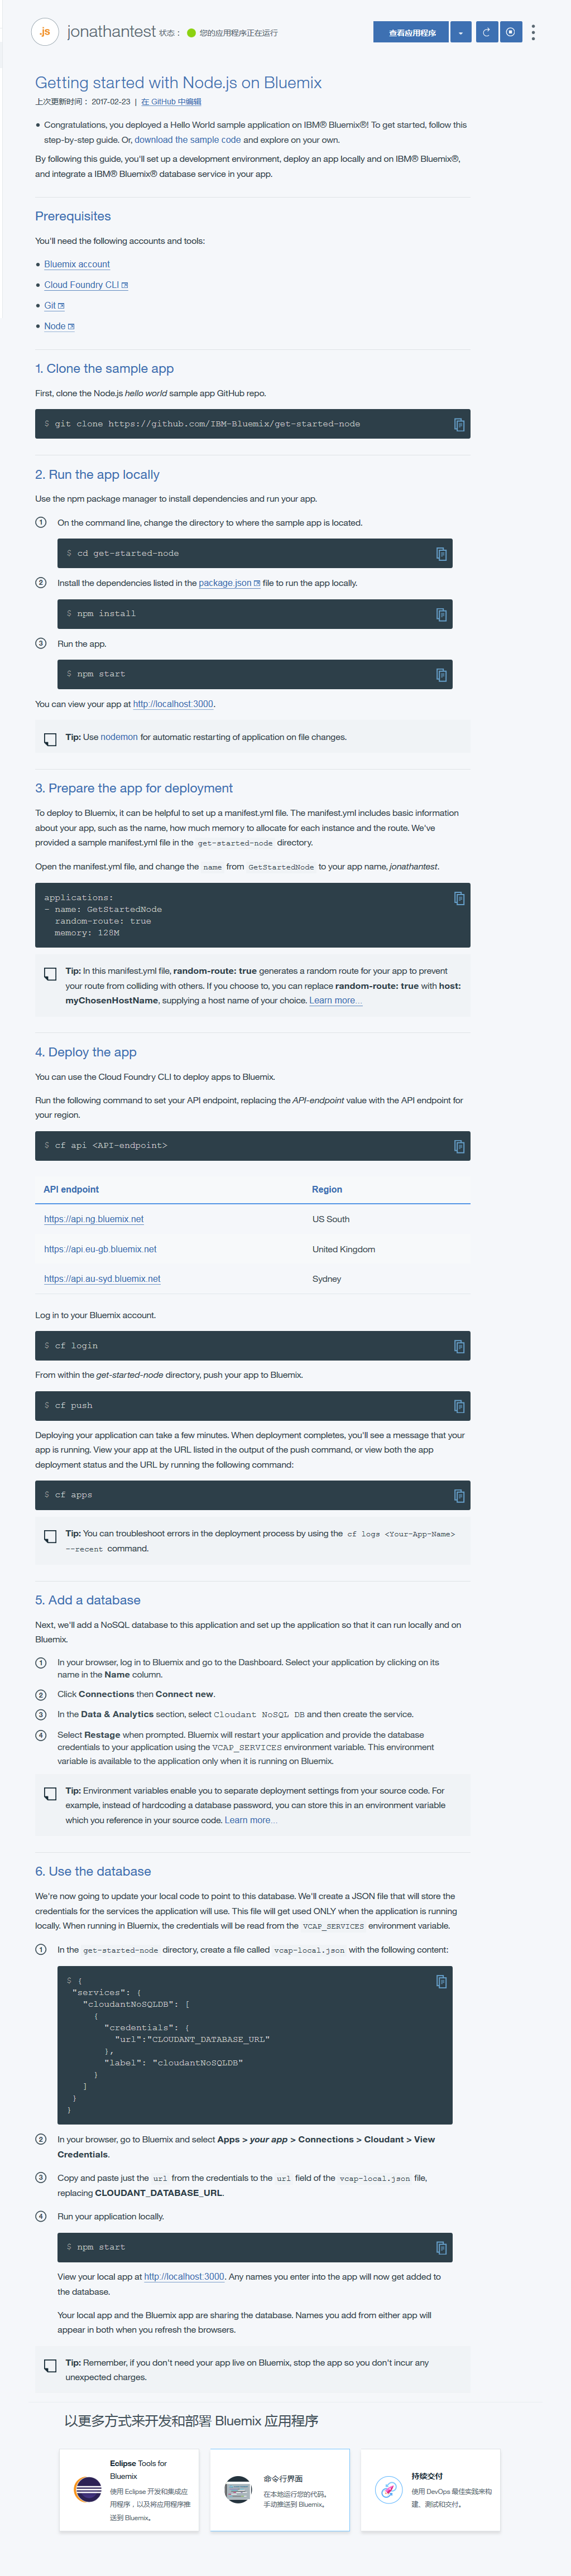 .js
jonathantest 状态： 您的应用程序正在运行
查看应用程序
Getting started with Node.js on Bluemix
上次更新时间： 2017-02-23 | 在 GitHub 中编辑
• Congratulations, you deployed a Hello World sample application on IBM® Bluemix®! To get started, follow this
step-by-step guide. Or, download the sample code and explore on your own.
By following this guide, you'll set up a development environment, deploy an app locally and on IBM® Bluemix®,
and integrate a IBM® Bluemix® database service in your app.
Prerequisites
You'll need the following accounts and tools:
• Bluemix account
• Cloud Foundry CLI
• Git
• Node
1. Clone the sample app
First, clone the Node.js hello world sample app GitHub repo.
$ git clone https://github.com/IBM-Bluemix/get-started-node
2. Run the app locally
Use the npm package manager to install dependencies and run your app.
1 On the command line, change the directory to where the sample app is located.
$ cd get-started-node
2 Install the dependencies listed in the package.json file to run the app locally.
$ npm install
3 Run the app.
$ npm start
You can view your app at http://localhost:3000.
Tip: Use nodemon for automatic restarting of application on file changes.
3. Prepare the app for deployment
To deploy to Bluemix, it can be helpful to set up a manifest.yml file. The manifest.yml includes basic information
about your app, such as the name, how much memory to allocate for each instance and the route. We've
provided a sample manifest.yml file in the get-started-node directory.
Open the manifest.yml file, and change the name from GetStartedNode to your app name, jonathantest.
applications:
- name: GetStartedNode
random-route: true
memory: 128M
Tip: In this manifest.yml file, random-route: true generates a random route for your app to prevent
your route from colliding with others. If you choose to, you can replace random-route: true with host:
myChosenHostName, supplying a host name of your choice. Learn more...
4. Deploy the app
You can use the Cloud Foundry CLI to deploy apps to Bluemix.
Run the following command to set your API endpoint, replacing the API-endpoint value with the API endpoint for
your region.
$ cf api <API-endpoint>
API endpoint Region
https://api.ng.bluemix.net US South
https://api.eu-gb.bluemix.net United Kingdom
https://api.au-syd.bluemix.net Sydney
Log in to your Bluemix account.
$ cf login
From within the get-started-node directory, push your app to Bluemix.
$ cf push
Deploying your application can take a few minutes. When deployment completes, you'll see a message that your
app is running. View your app at the URL listed in the output of the push command, or view both the app
deployment status and the URL by running the following command:
$ cf apps
Tip: You can troubleshoot errors in the deployment process by using the cf logs <Your-App-Name>
--recent command.
5. Add a database
Next, we'll add a NoSQL database to this application and set up the application so that it can run locally and on
Bluemix.
1 In your browser, log in to Bluemix and go to the Dashboard. Select your application by clicking on its
name in the Name column.
2 Click Connections then Connect new.
3 In the Data & Analytics section, select Cloudant NoSQL DB and then create the service.
4 Select Restage when prompted. Bluemix will restart your application and provide the database
credentials to your application using the VCAP_SERVICES environment variable. This environment
variable is available to the application only when it is running on Bluemix.
Tip: Environment variables enable you to separate deployment settings from your source code. For
example, instead of hardcoding a database password, you can store this in an environment variable
which you reference in your source code. Learn more...
6. Use the database
We're now going to update your local code to point to this database. We'll create a JSON file that will store the
credentials for the services the application will use. This file will get used ONLY when the application is running
locally. When running in Bluemix, the credentials will be read from the VCAP_SERVICES environment variable.
1 In the get-started-node directory, create a file called vcap-local.json with the following content:
$ {
"services": {
"cloudantNoSQLDB": [
{
"credentials": {
"url":"CLOUDANT_DATABASE_URL"
},
"label": "cloudantNoSQLDB"
}
]
}
}
2 In your browser, go to Bluemix and select Apps > your app > Connections > Cloudant > View
Credentials.
3 Copy and paste just the url from the credentials to the url field of the vcap-local.json file,
replacing CLOUDANT_DATABASE_URL.
4 Run your application locally.
$ npm start
View your local app at http://localhost:3000. Any names you enter into the app will now get added to
the database.
Your local app and the Bluemix app are sharing the database. Names you add from either app will
appear in both when you refresh the browsers.
Tip: Remember, if you don't need your app live on Bluemix, stop the app so you don't incur any
unexpected charges.
以更多方式来开发和部署 Bluemix 应用程序
Eclipse Tools for
Bluemix
使用 Eclipse 开发和集成应
用程序，以及将应用程序推
送到 Bluemix。
命令行界面
在本地运行您的代码。
手动推送到 Bluemix。
持续交付
使用 DevOps 最佳实践来构
建、测试和交付。